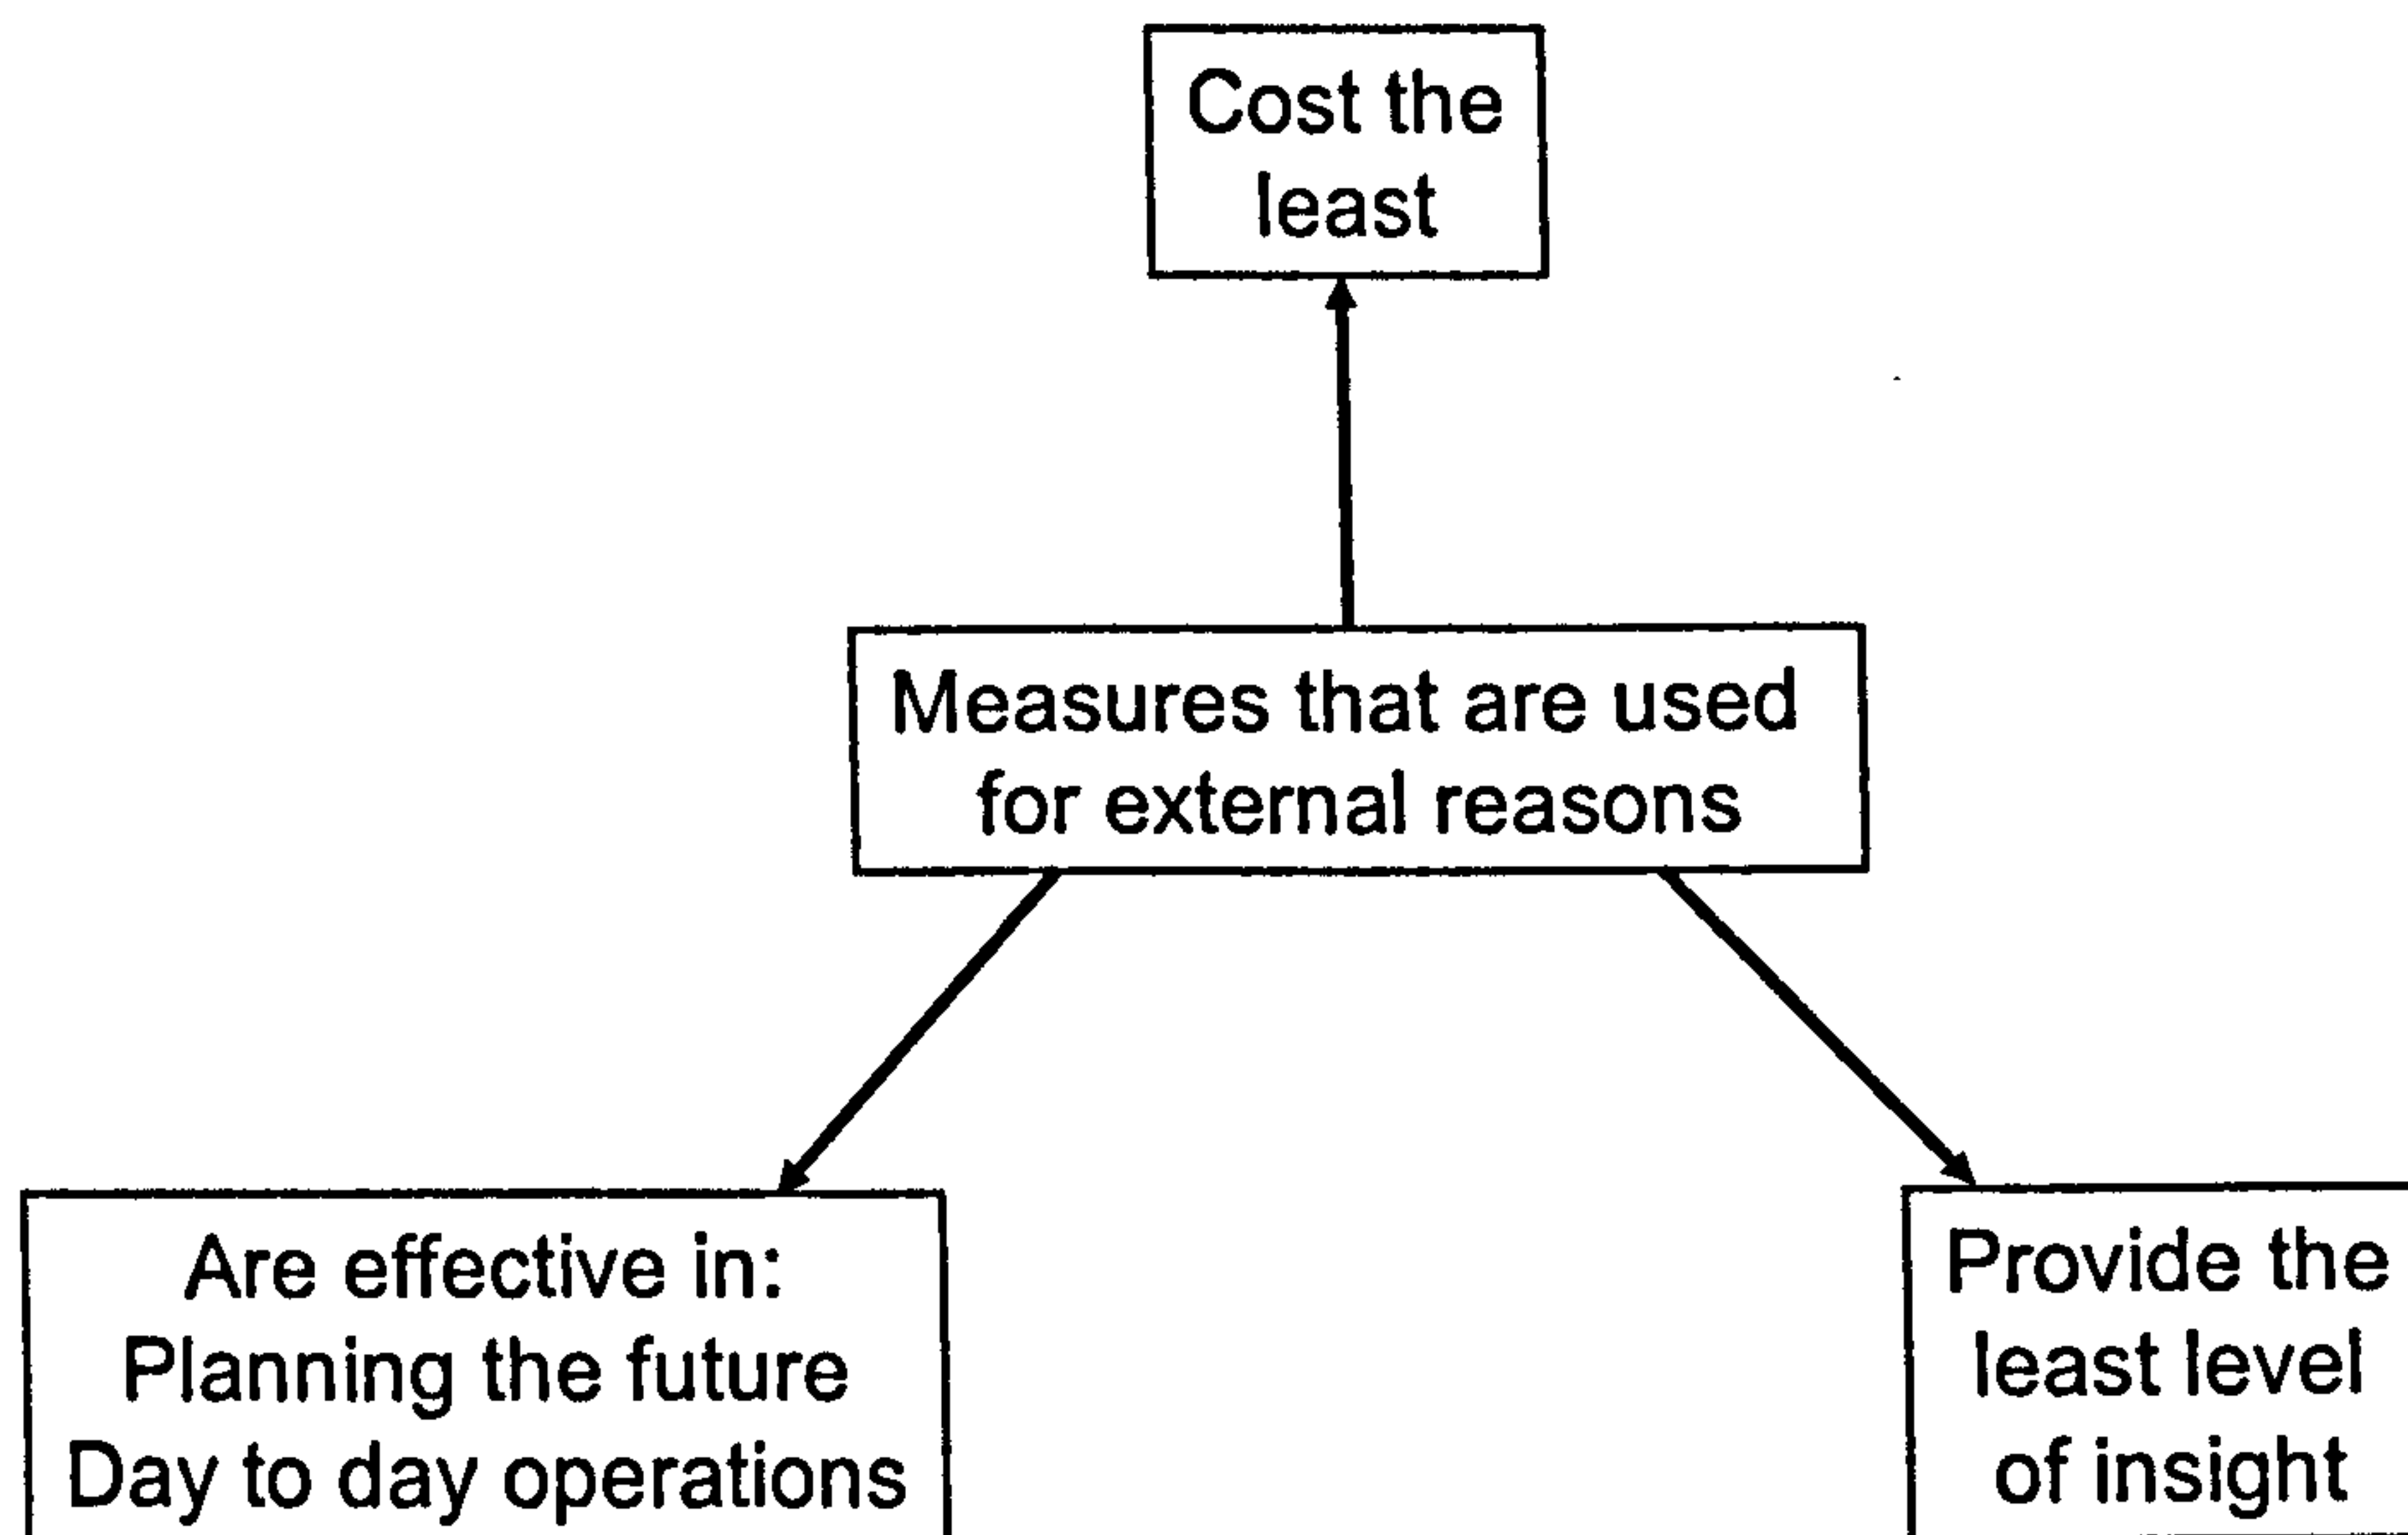 Cost the
least
Measures that are used
for external reasons
Are effective in:
Planning the future
Day to day operations
Provide the
least level
of insight